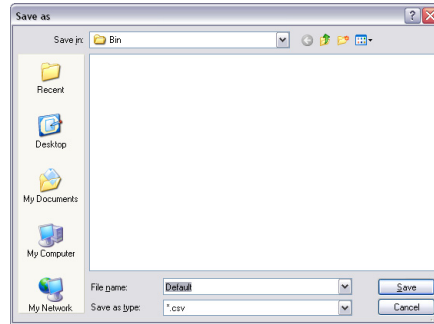 Save as
Save in: Bin
Recent
Desktop
My Documents
My Computer
My Network
File name: Default
Save
Save as type: *.csv
Cancel